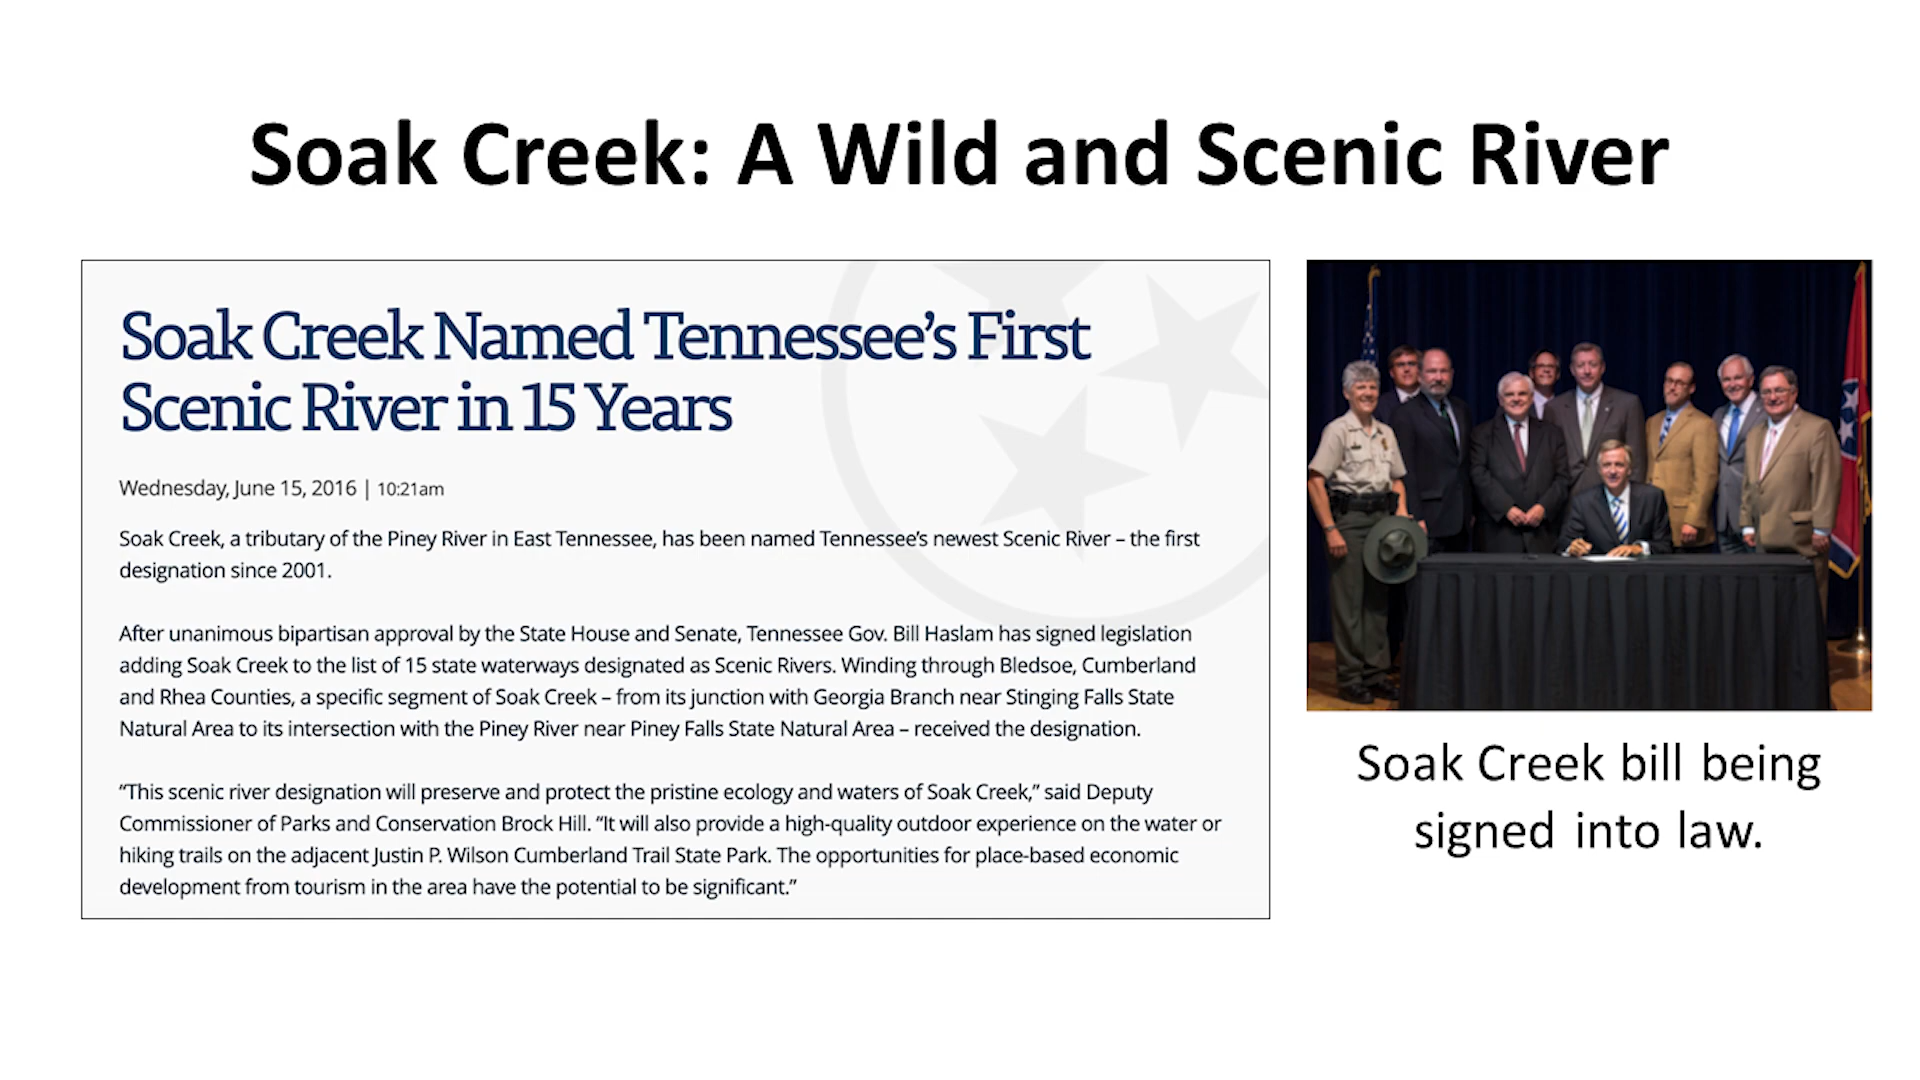 Soak Creek: A Wild and Scenic River
Soak Creek Named Tennessee’s First
Scenic River in 15 Years
Wednesday, June 15, 2016 | 10:21am
Soak Creek, a tributary of the Piney River in East Tennessee, has been named Tennessee’s newest Scenic River – the first
designation since 2001.
After unanimous bipartisan approval by the State House and Senate, Tennessee Gov. Bill Haslam has signed legislation
adding Soak Creek to the list of 15 state waterways designated as Scenic Rivers. Winding through Bledsoe, Cumberland
and Rhea Counties, a specific segment of Soak Creek – from its junction with Georgia Branch near Stinging Falls State
Natural Area to its intersection with the Piney River near Piney Falls State Natural Area – received the designation.
“This scenic river designation will preserve and protect the pristine ecology and waters of Soak Creek,” said Deputy
Commissioner of Parks and Conservation Brock Hill. “It will also provide a high-quality outdoor experience on the water or
hiking trails on the adjacent Justin P. Wilson Cumberland Trail State Park. The opportunities for place-based economic
development from tourism in the area have the potential to be significant.”
Soak Creek bill being
signed into law.